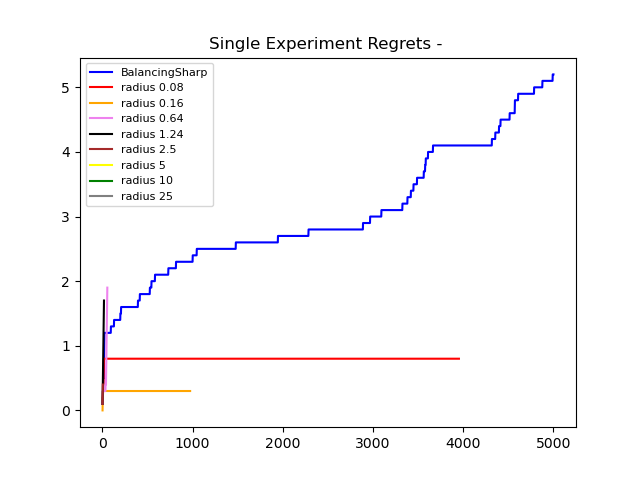 Single Experiment Regrets -
BalancingSharp
radius 0.08
radius 0.16
radius 0.64
radius 1.24
radius 2.5
radius 5
radius 10
radius 25
5
4
3
2
1
0
0 1000 2000 3000 4000 5000